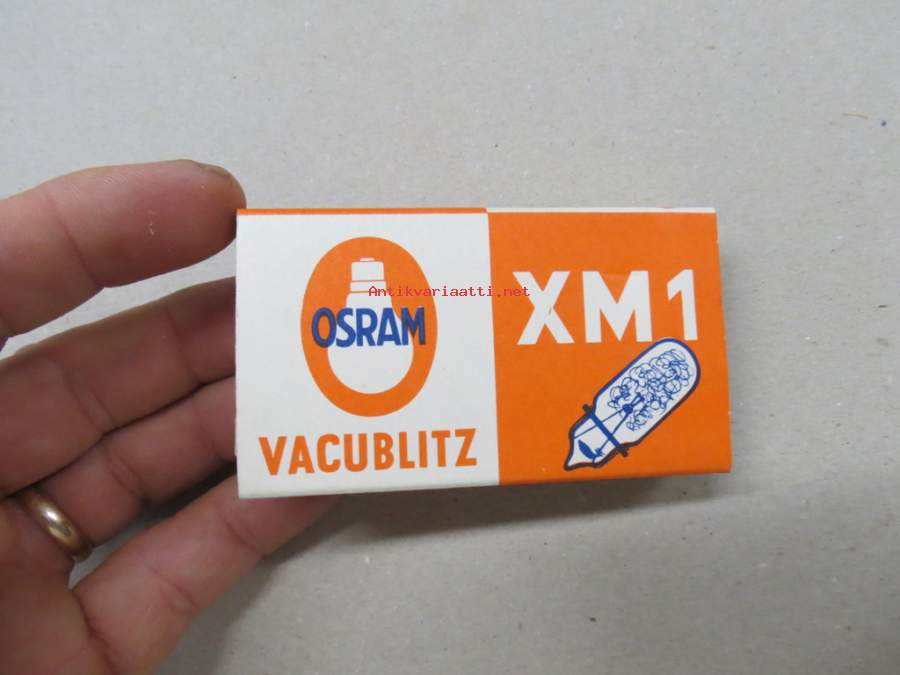 Antikvariaatti.net
OSRAM
VACUBLITZ
XM1